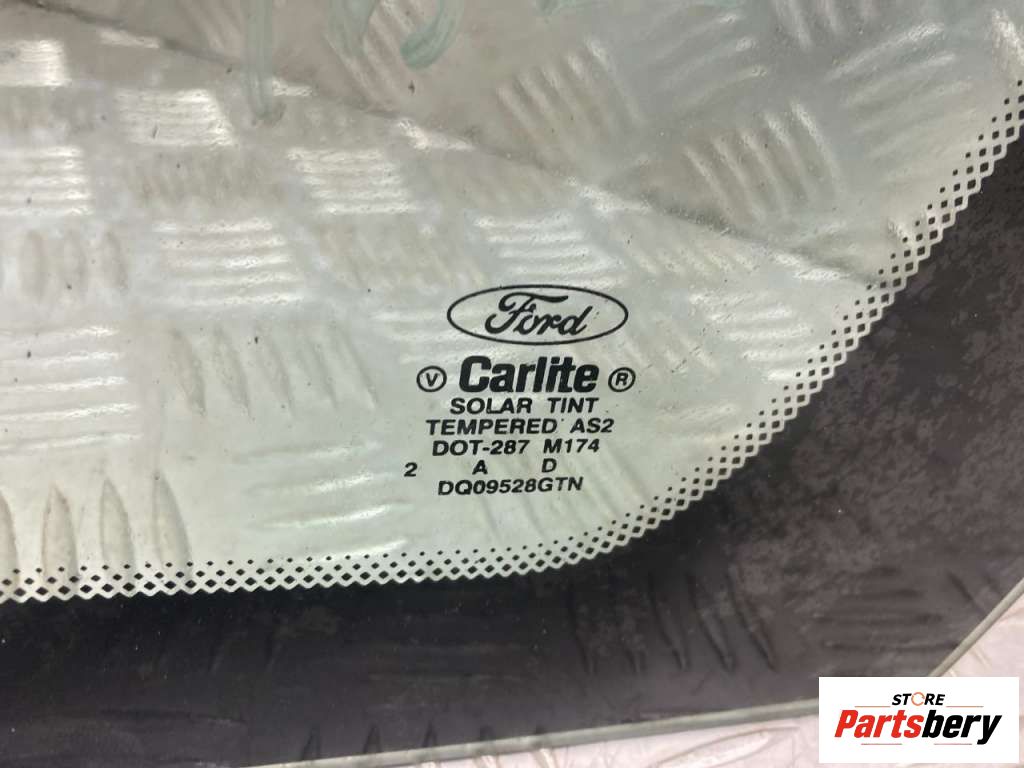 Ford
V Carlite ®
SOLAR TINT
TEMPERED AS2
DOT-287 M174
2 A D
DQ09528GTN
STORE
Partsbery